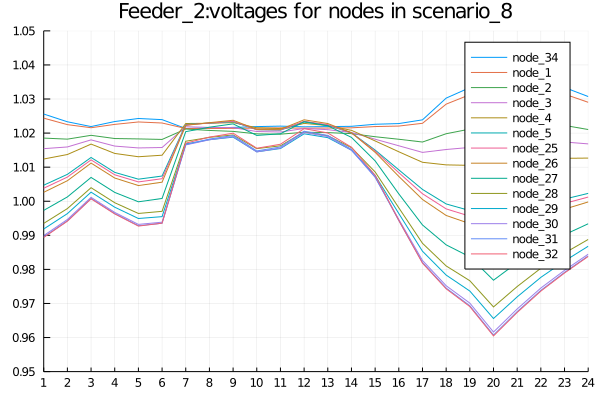 Feeder_2:voltages for nodes in scenario_8
1.05
1.04
1.03
1.02
1.01
1.00
0.99
0.98
0.97
0.96
0.95
node_34
node_1
node_2
node_3
node_4
node_5
node_25
node_26
node_27
node_28
node_29
node_30
node_31
node_32
1 2 3 4 5 6 7 8 9 10 11 12 13 14 15 16 17 18 19 20 21 22 23 24